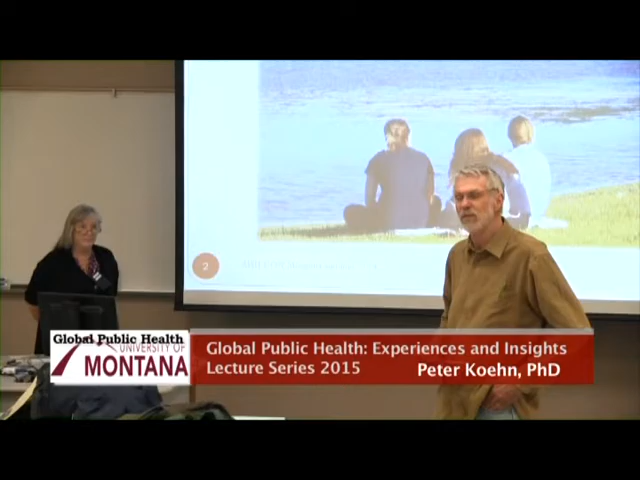 2
Global Public Health
UNIVERSITY OF
MONTANA
Global Public Health: Experiences and Insights
Lecture Series 2015
Peter Koehn, PhD